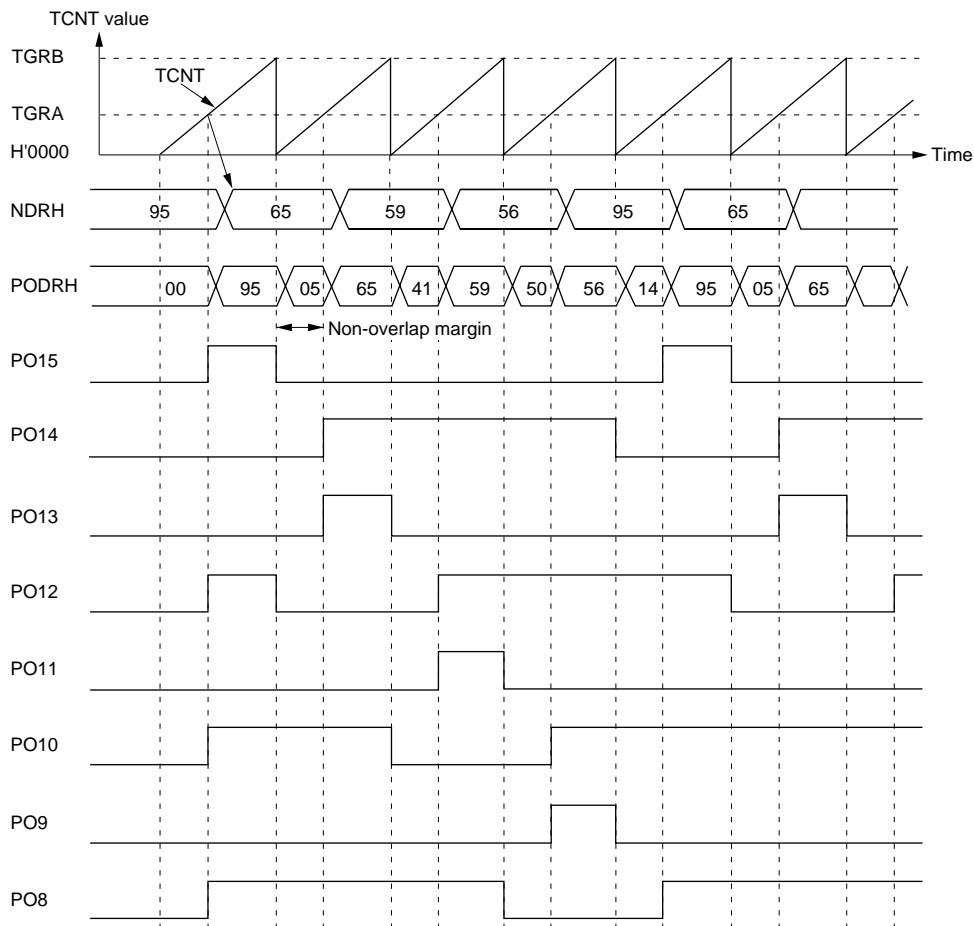 TCNT value
TGRB
TCNT
TGRA
H'0000
Time
NDRH 95 65 59 56 95 65
PODRH 00 95 05 65 41 59 50 56 14 95 05 65
Non-overlap margin
PO15
PO14
PO13
PO12
PO11
PO10
PO9
PO8